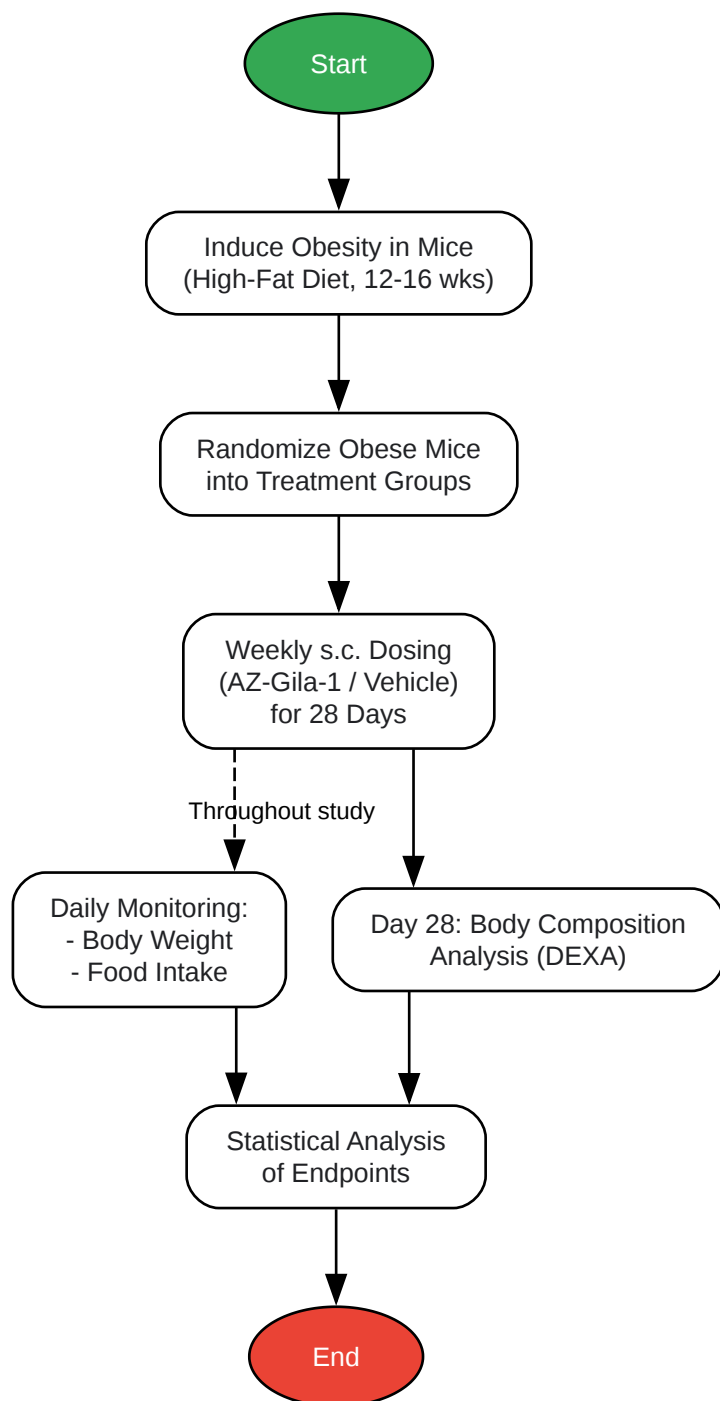 Start
Induce Obesity in Mice
(High-Fat Diet, 12-16 wks)
Randomize Obese Mice
into Treatment Groups
Weekly s.c. Dosing
(AZ-Gila-1 / Vehicle)
for 28 Days
Throughout study
Daily Monitoring:
- Body Weight
- Food Intake
Day 28: Body Composition
Analysis (DEXA)
Statistical Analysis
of Endpoints
End